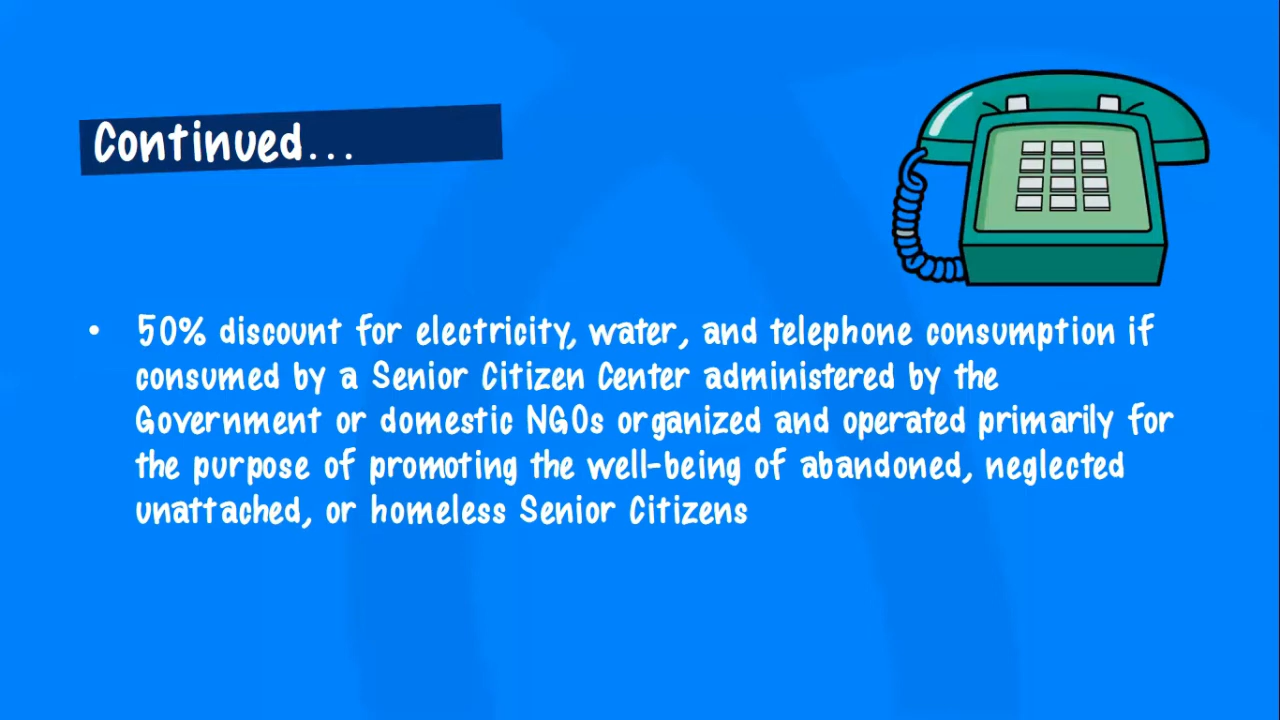 Continued...
• 50% discount for electricity, water, and telephone consumption if
consumed by a Senior Citizen Center administered by the
Government or domestic NGOs organized and operated primarily for
the purpose of promoting the well-being of abandoned, neglected
unattached, or homeless Senior Citizens